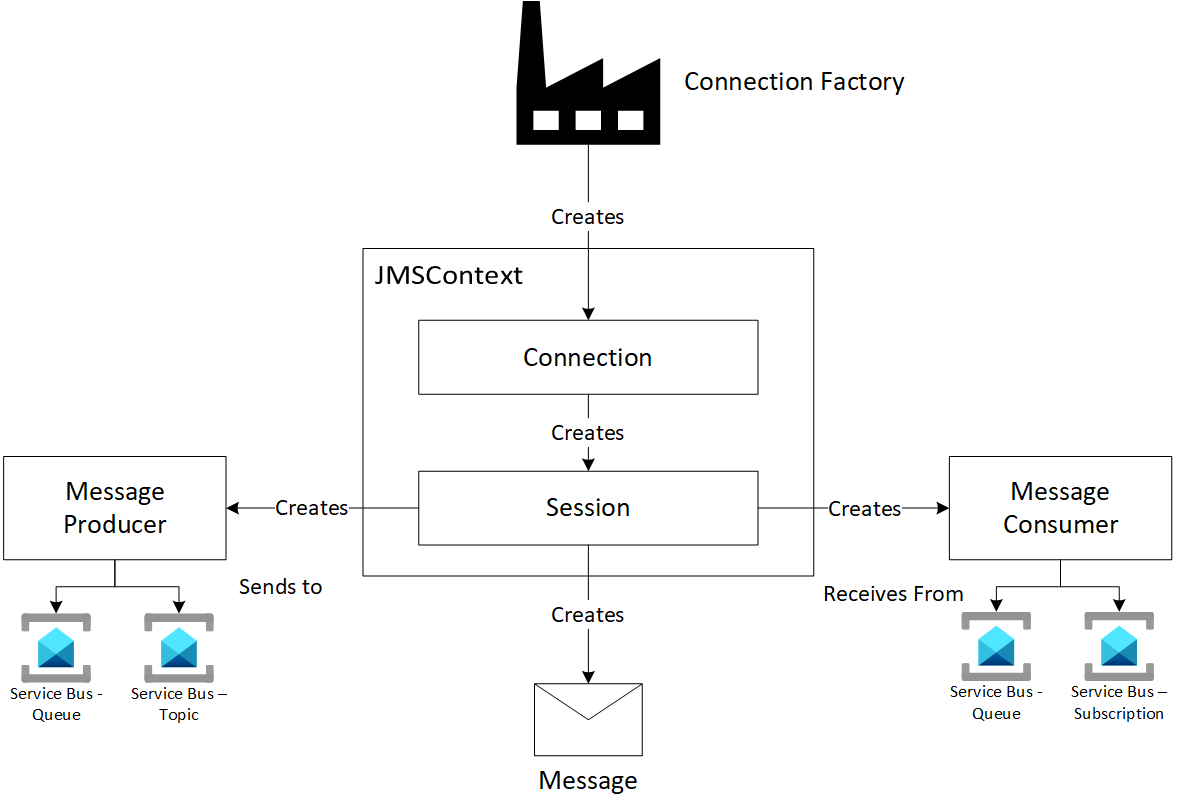 Connection Factory
Creates
JMSContext
Connection
Creates
Message
Producer
Creates
Session
Creates
Message
Consumer
Sends to
Creates
Receives From
Service Bus -
Queue
Service Bus –
Topic
Service Bus -
Queue
Service Bus –
Subscription
Message